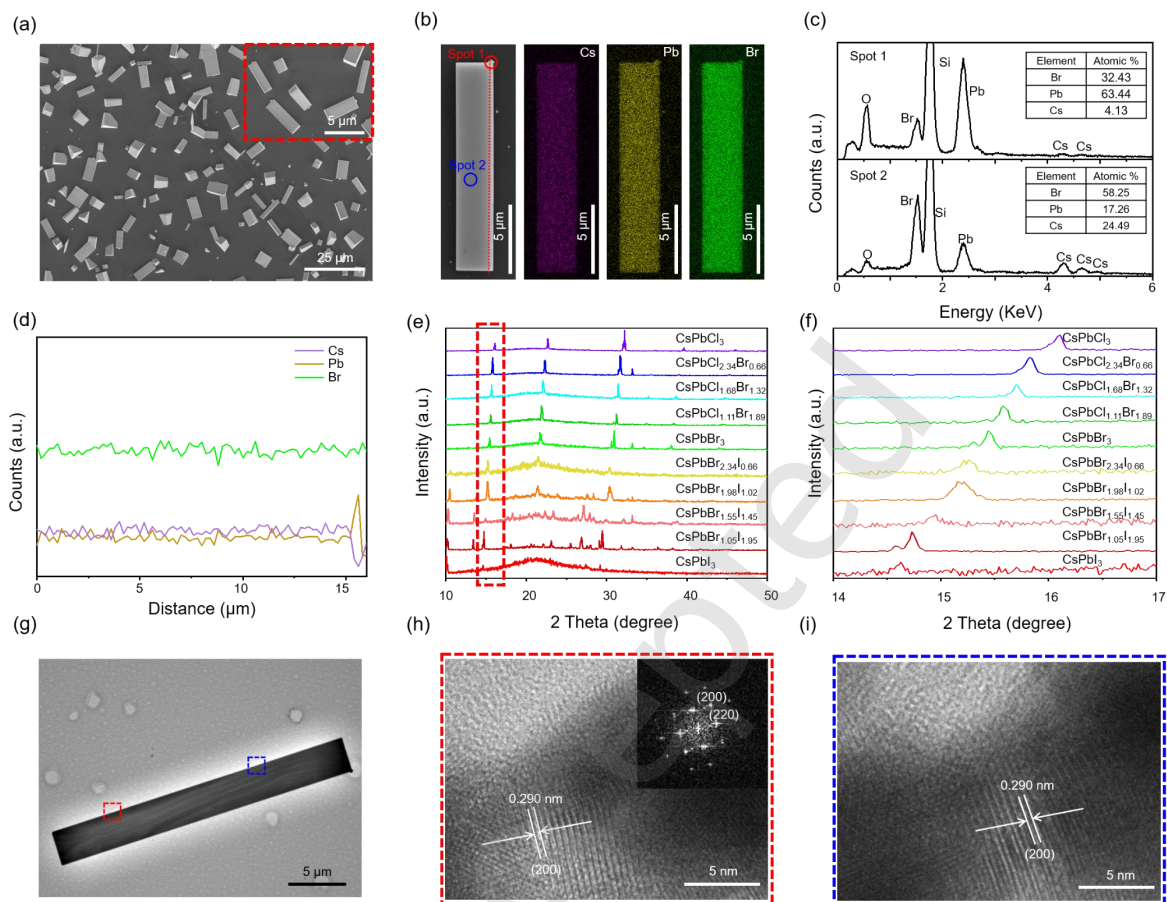 (a)
5 µm
25 µm
(b)
Spot 1
Spot 2
5 µm
Cs
5 µm
Pb
5 µm
Br
5 µm
(c)
Counts (a.u.)
Spot 1
O
Br
Si
Pb
Cs
Cs
Element Atomic %
Br 32.43
Pb 63.44
Cs 4.13
Spot 2
O
Br
Si
Pb
Cs
Cs
Cs
Element Atomic %
Br 58.25
Pb 17.26
Cs 24.49
0 2 4 6
Energy (KeV)
(d)
Counts (a.u.)
Cs
Pb
Br
0 5 10 15
Distance (µm)
(e)
Intensity (a.u.)
CsPbCl3
CsPbCl2.34Br0.66
CsPbCl1.68Br1.32
CsPbCl1.11Br1.89
CsPbBr3
CsPbBr2.34I0.66
CsPbBr1.98I1.02
CsPbBr1.55I1.45
CsPbBr1.05I1.95
CsPbI3
10 20 30 40 50
2 Theta (degree)
(f)
Intensity (a.u.)
CsPbCl3
CsPbCl2.34Br0.66
CsPbCl1.68Br1.32
CsPbCl1.11Br1.89
CsPbBr3
CsPbBr2.34I0.66
CsPbBr1.98I1.02
CsPbBr1.55I1.45
CsPbBr1.05I1.95
CsPbI3
14 15 16 17
2 Theta (degree)
(g)
5 µm
(h)
(200)
(220)
0.290 nm
(200)
5 nm
(i)
0.290 nm
(200)
5 nm